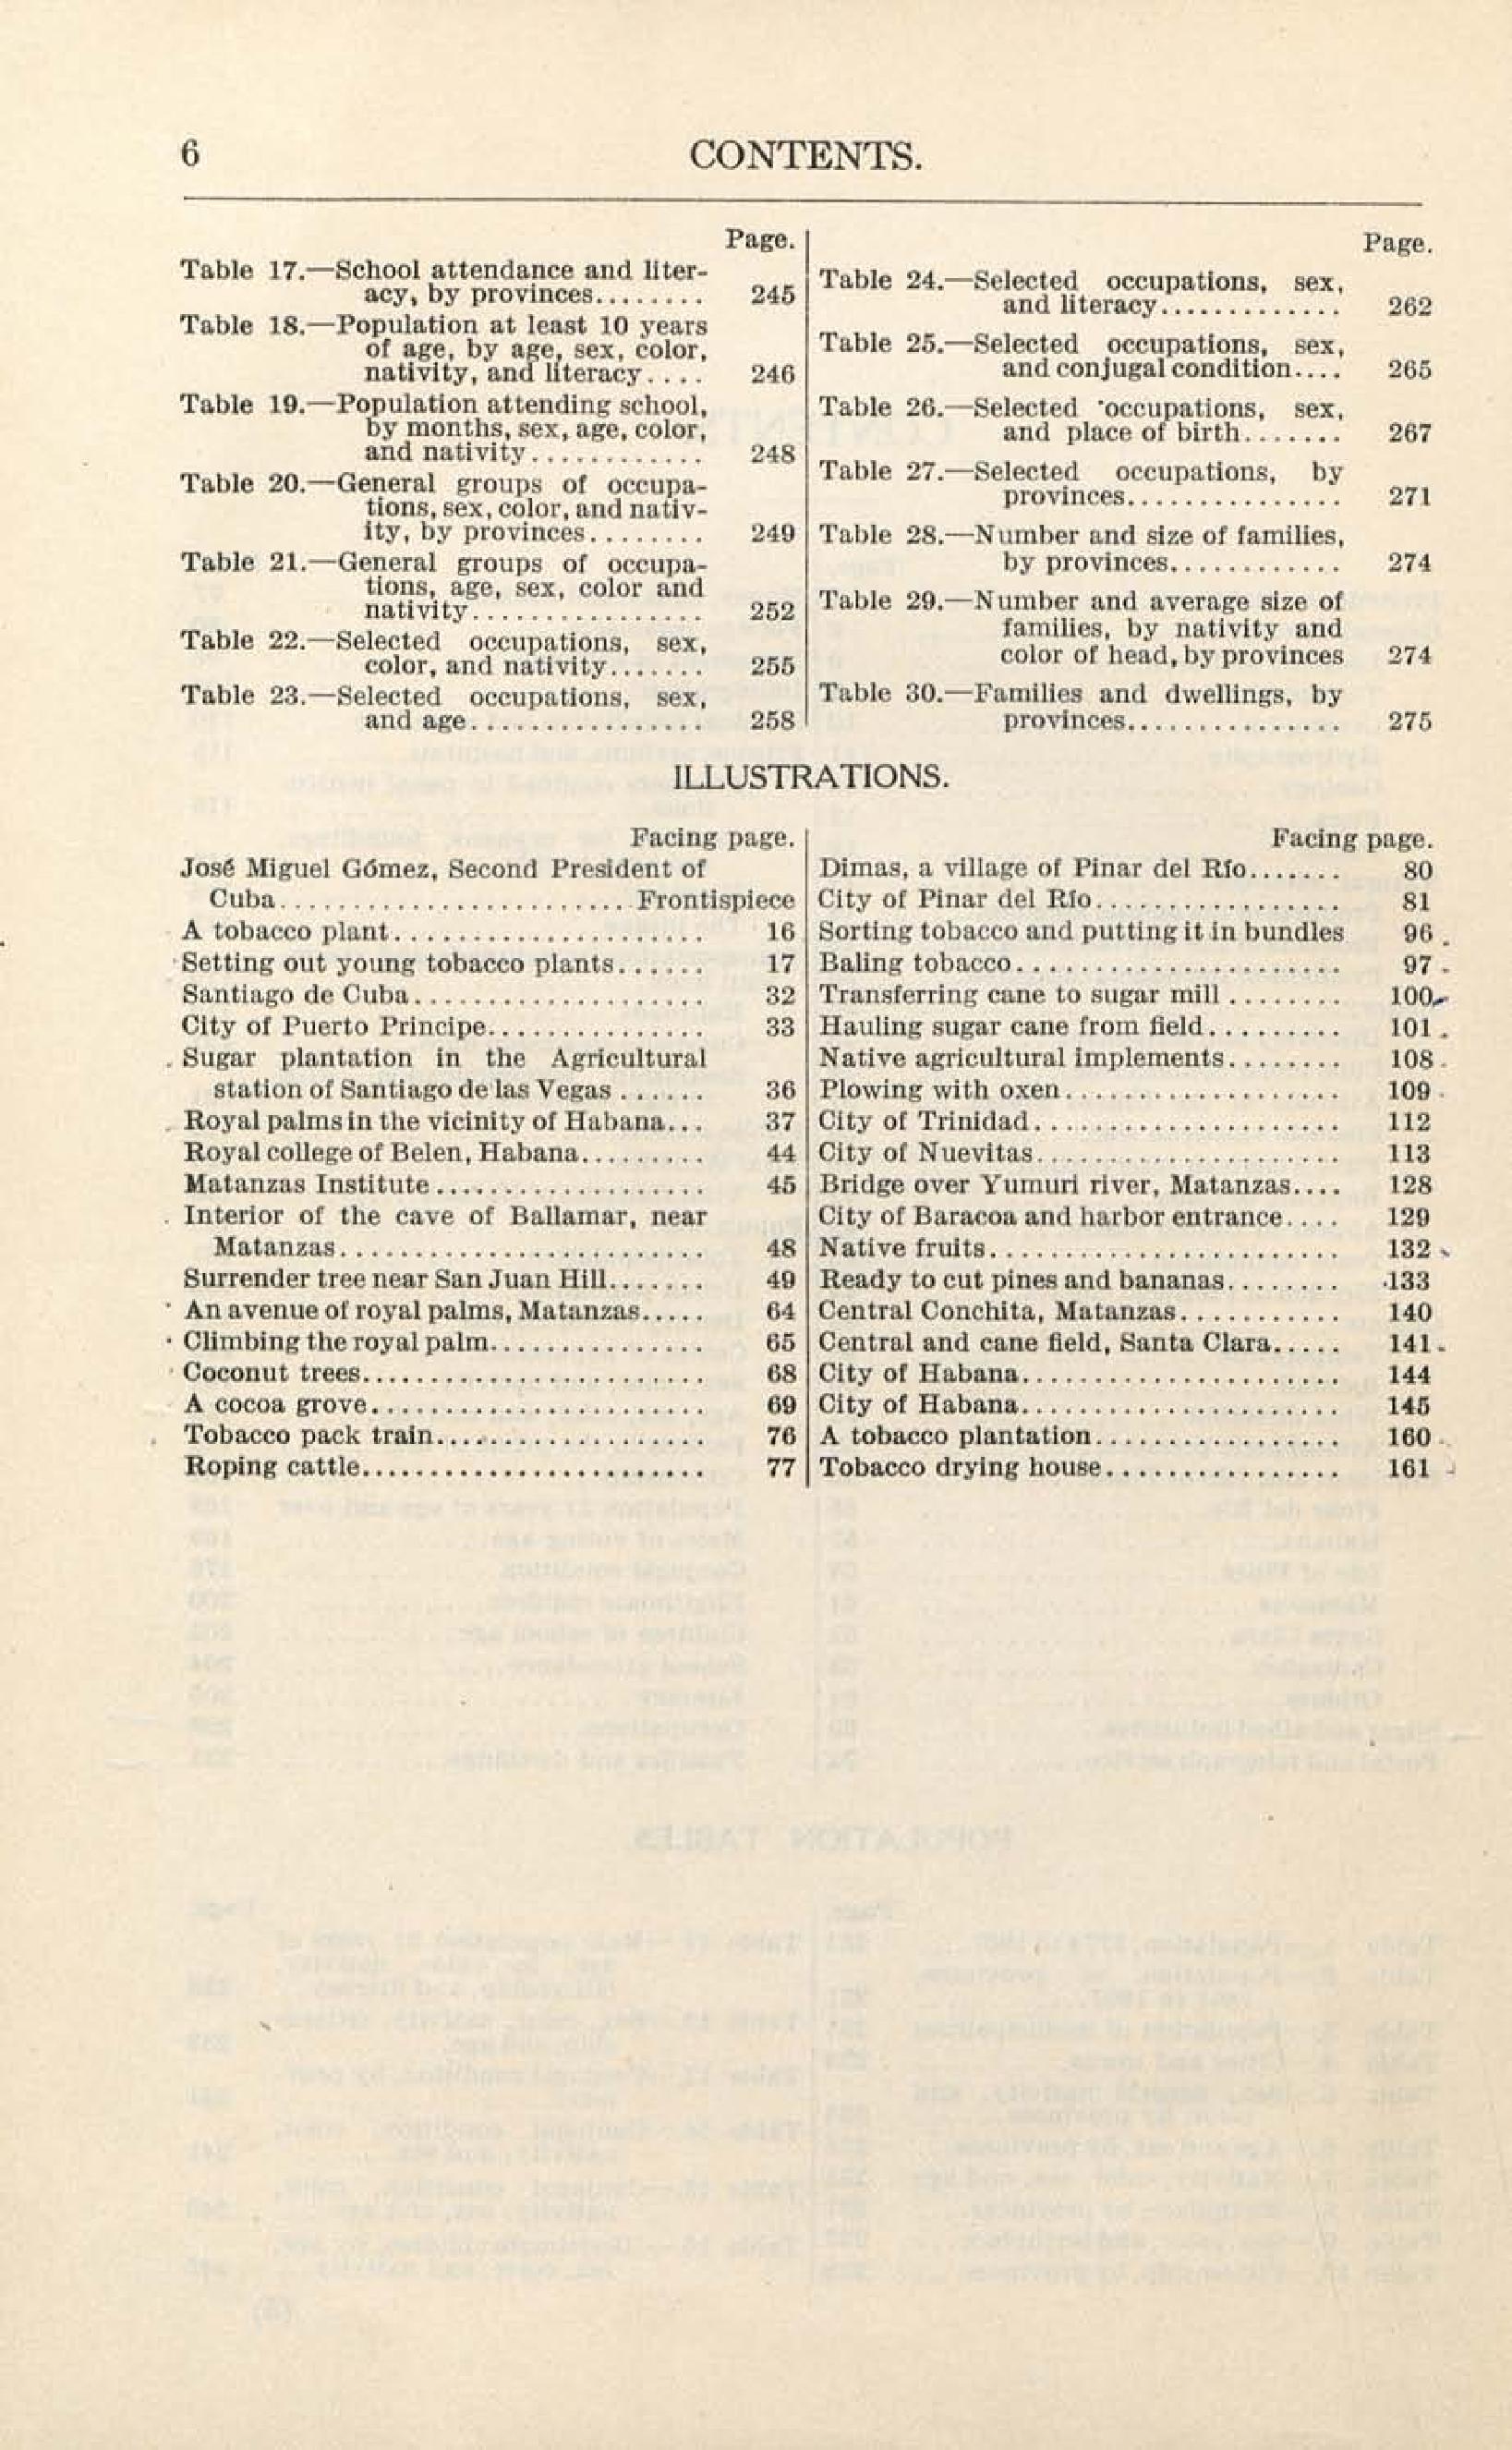 6 CONTENTS.
Page.
Table 17.—School attendance and liter-
acy, by provinces........ 245
Table 18.—Population at least 10 years
of age, by age, sex, color,
nativity, and literacy.... 246
Table 19.—Population attending school,
by months, sex, age, color,
and nativity............ 248
Table 20.—General groups of occupa-
tions, sex, color, and nativ-
ity, by provinces........ 249
Table 21.—General groups of occupa-
tions, age, sex, color and
nativity................ 252
Table 22.—Selected occupations, sex,
color, and nativity....... 255
Table 23.—Selected occupations, sex,
and age................ 258
Page.
Table 24.—Selected occupations, sex,
and literacy............. 262
Table 25.—Selected occupations, sex,
and conjugal condition.... 265
Table 26.—Selected occupations, sex,
and place of birth....... 267
Table 27.—Selected occupations, by
provinces............... 271
Table 28.—Number and size of families,
by provinces............ 274
Table 29.—Number and average size of
families, by nativity and
color of head, by provinces 274
Table 30.—Families and dwellings, by
provinces............... 275
ILLUSTRATIONS.
Facing page.
José Miguel Gómez, Second President of
Cuba........................Frontispiece
A tobacco plant..................... 16
Setting out young tobacco plants...... 17
Santiago de Cuba.................... 32
City of Puerto Principe............... 33
Sugar plantation in the Agricultural
station of Santiago de las Vegas ...... 36
Royal palms in the vicinity of Habana... 37
Royal college of Belen, Habana......... 44
Matanzas Institute................... 45
Interior of the cave of Ballamar, near
Matanzas......................... 48
Surrender tree near San Juan Hill....... 49
An avenue of royal palms, Matanzas..... 64
Climbing the royal palm............... 65
Coconut trees........................ 68
A cocoa grove....................... 69
Tobacco pack train................... 76
Roping cattle........................ 77
Facing page.
Dimas, a village of Pinar del Río....... 80
City of Pinar del Río................. 81
Sorting tobacco and putting it in bundles 96
Baling tobacco...................... 97
Transferring cane to sugar mill ........ 100
Hauling sugar cane from field......... 101
Native agricultural implements........ 108
Plowing with oxen................... 109
City of Trinidad..................... 112
City of Nuevitas..................... 113
Bridge over Yumuri river, Matanzas.... 128
City of Baracoa and harbor entrance.... 129
Native fruits........................ 132
Ready to cut pines and bananas........ 133
Central Conchita, Matanzas........... 140
Central and cane field, Santa Clara..... 141
City of Habana...................... 144
City of Habana...................... 145
A tobacco plantation................. 160
Tobacco drying house................ 161